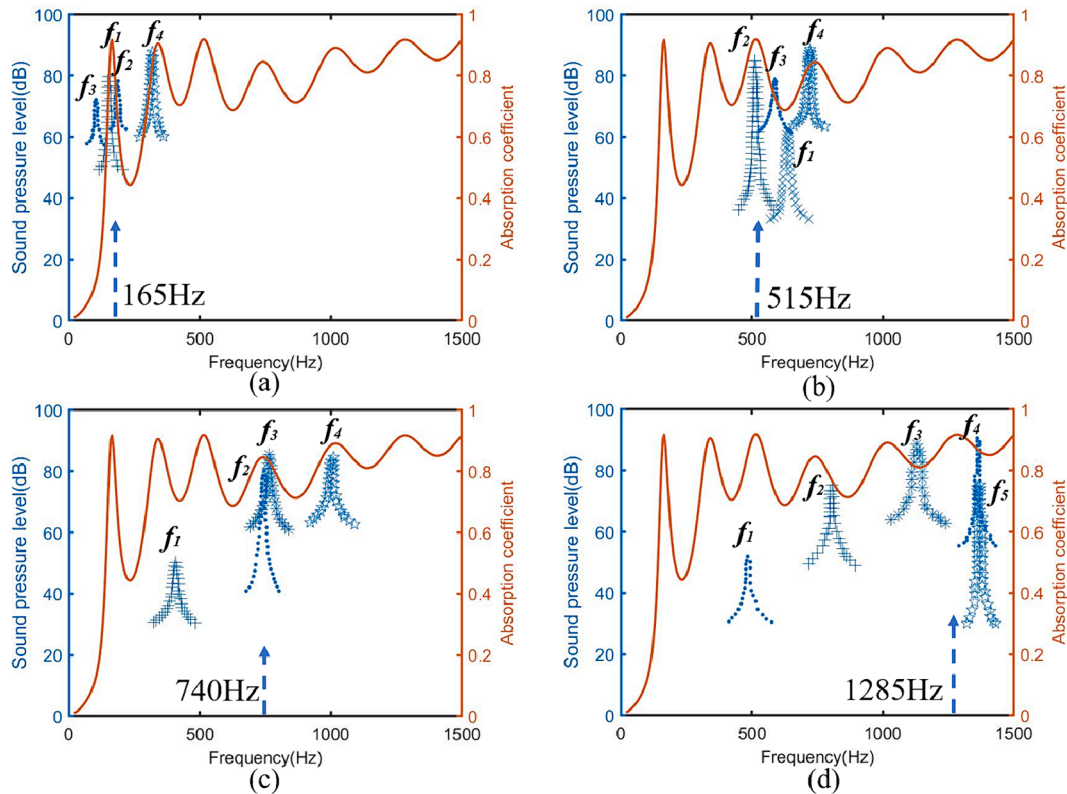 100
80
60
40
20
0
Sound pressure level(dB)
f1
f2
f3
f4
165Hz
0
500
1000
1500
Frequency(Hz)
1
0.8
0.6
0.4
0.2
0
Absorption coefficient
(a)
100
80
60
40
20
0
Sound pressure level(dB)
f2
f3
f4
f1
515Hz
0
500
1000
1500
Frequency(Hz)
1
0.8
0.6
0.4
0.2
0
Absorption coefficient
(b)
100
80
60
40
20
0
Sound pressure level(dB)
f3
f4
f2
f1
740Hz
0
500
1000
1500
Frequency(Hz)
1
0.8
0.6
0.4
0.2
0
Absorption coefficient
(c)
100
80
60
40
20
0
Sound pressure level(dB)
f3
f4
f2
f5
f1
1285Hz
0
500
1000
1500
Frequency(Hz)
1
0.8
0.6
0.4
0.2
0
Absorption coefficient
(d)